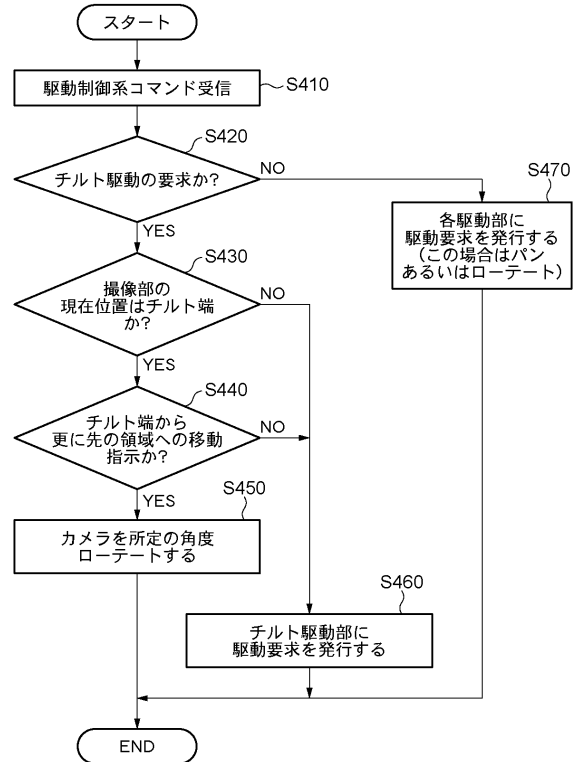 スタート
駆動制御系コマンド受信
S410
S420
チルト駆動の要求か?
NO
YES
S470
各駆動部に
駆動要求を発行する
(この場合はパン
あるいはローテート)
S430
撮像部の
現在位置はチルト端
か?
NO
YES
S440
チルト端から
更に先の領域への移動
指示か?
NO
YES
S450
カメラを所定の角度
ローテートする
S460
チルト駆動部に
駆動要求を発行する
END